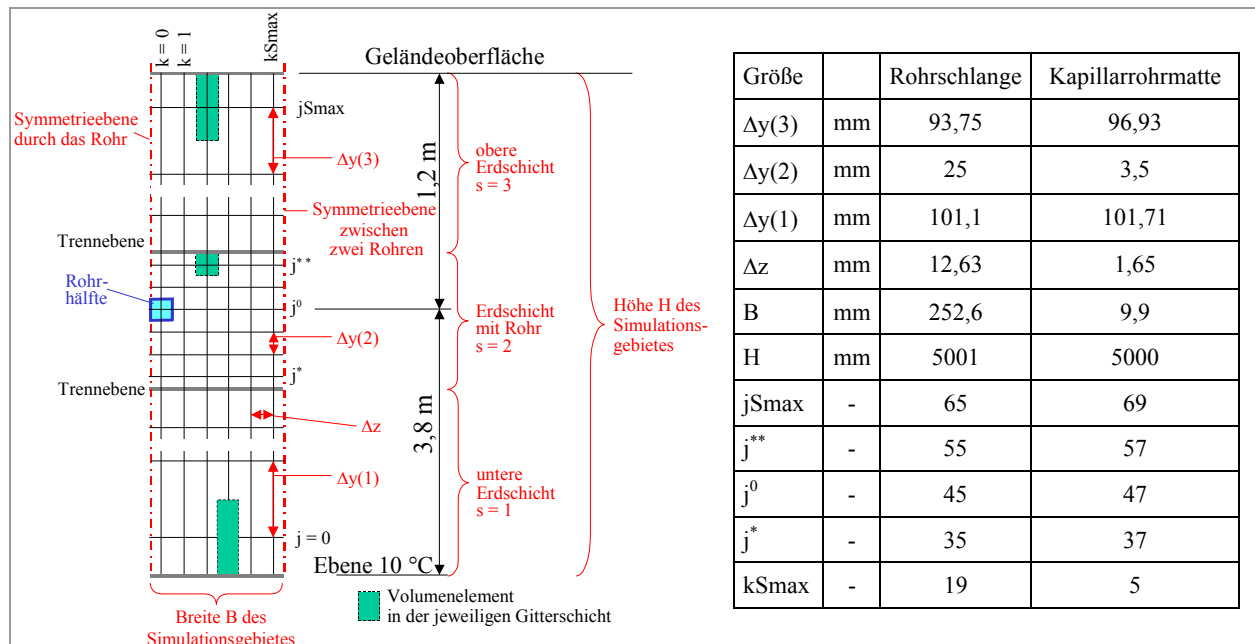 k = 0
k = 1
kSmax
Geländeoberfläche
jSmax
Symmetrieebene
durch das Rohr
Δy(3)
1,2 m
obere
Erdschicht
s = 3
Symmetrieebene
zwischen
zwei Rohren
Trennebene
j**
Rohr-
hälfte
j⁰
Erdschicht
mit Rohr
s = 2
Höhe H des
Simulations-
gebietes
Δy(2)
j*
Trennebene
Δz
3,8 m
Δy(1)
untere
Erdschicht
s = 1
j = 0
Ebene 10 °C
Volumenelement
in der jeweiligen Gitterschicht
Breite B des
Simulationsgebietes
Größe Rohrschlange Kapillarrohrmatte
Δy(3) mm 93,75 96,93
Δy(2) mm 25 3,5
Δy(1) mm 101,1 101,71
Δz mm 12,63 1,65
B mm 252,6 9,9
H mm 5001 5000
jSmax - 65 69
j** - 55 57
j⁰ - 45 47
j* - 35 37
kSmax - 19 5